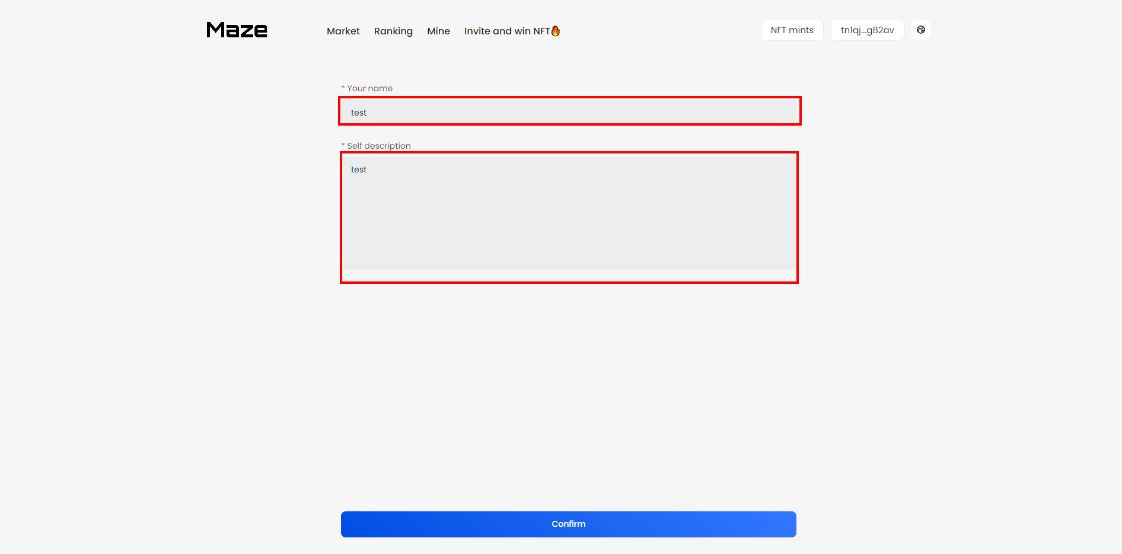 Maze
Market Ranking Mine Invite and win NFT🔥 NFT mints tn1qj...g82av
* Your name
test
* Self description
test
Confirm